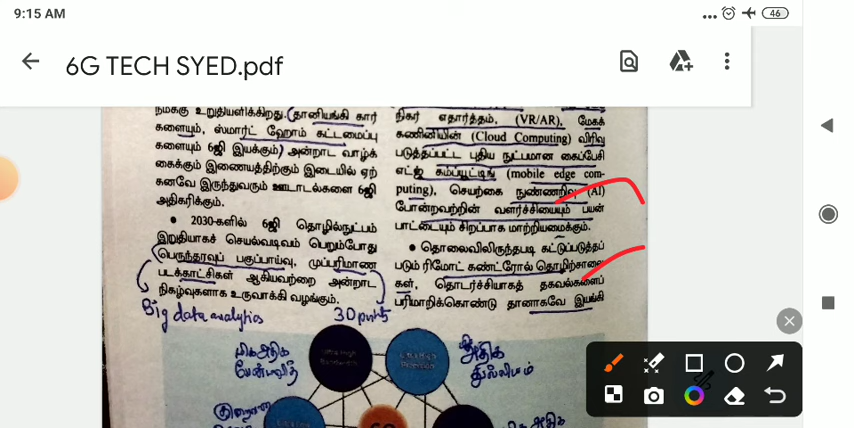 9:15 AM
46
6G TECH SYED.pdf
நமக்கு உறுதியளிக்கிறது. (தானியங்கி கார்
களையும், ஸ்மார்ட் ஹோம் கட்டமைப்பு
களையும் 6ஜி இயக்கும்) அன்றாட வாழ்க்
கைக்கும் இணையத்திற்கும் இடையில் ஏற்
கனவே இருந்துவரும் ஊடாடல்களை 6ஜி
அதிகரிக்கும்.
• 2030-களில் 6ஜி தொழில்நுட்பம்
இறுதியாகச் செயல்வடிவம் பெறும்போது
பெருந்தரவுப் பகுப்பாய்வு, முப்பரிமாண
படக்காட்சிகள் ஆகியவற்றை அன்றாட
நிகழ்வுகளாக உருவாக்கி வழங்கும்.
Big data analytics
30 prints
நிகர் எதார்த்தம், (VR/AR), மேகக்
கணினியின் (Cloud Computing) விரிவு
படுத்தப்பட்ட புதிய நுட்பமான கைப்பேசி
எட்ஜ் கம்ப்யூட்டிங் (mobile edge com-
puting), செயற்கை நுண்ணறிவு (AI)
போன்றவற்றின் வளர்ச்சியையும் பயன்
பாட்டையும் சிறப்பாக மாற்றியமைக்கும்.
• தொலைவிலிருந்தபடி கட்டுப்படுத்தப்
படும் ரிமோட் கண்ட்ரோல் தொழிற்சாலை
கள், தொடர்ச்சியாகத் தகவல்களைப்
பரிமாறிக்கொண்டு தானாகவே இயங்கி
மிக அதிக
அதிக
துல்லியம்